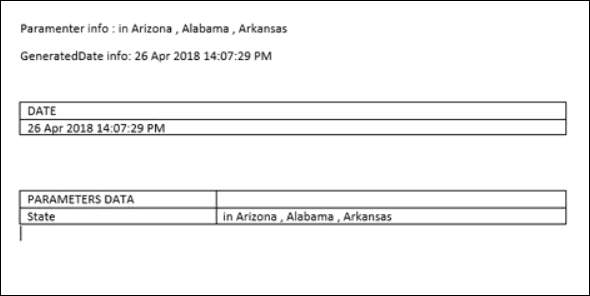 Paramenter info : in Arizona , Alabama , Arkansas
GeneratedDate info: 26 Apr 2018 14:07:29 PM
DATE
26 Apr 2018 14:07:29 PM
PARAMETERS DATA
State in Arizona , Alabama , Arkansas